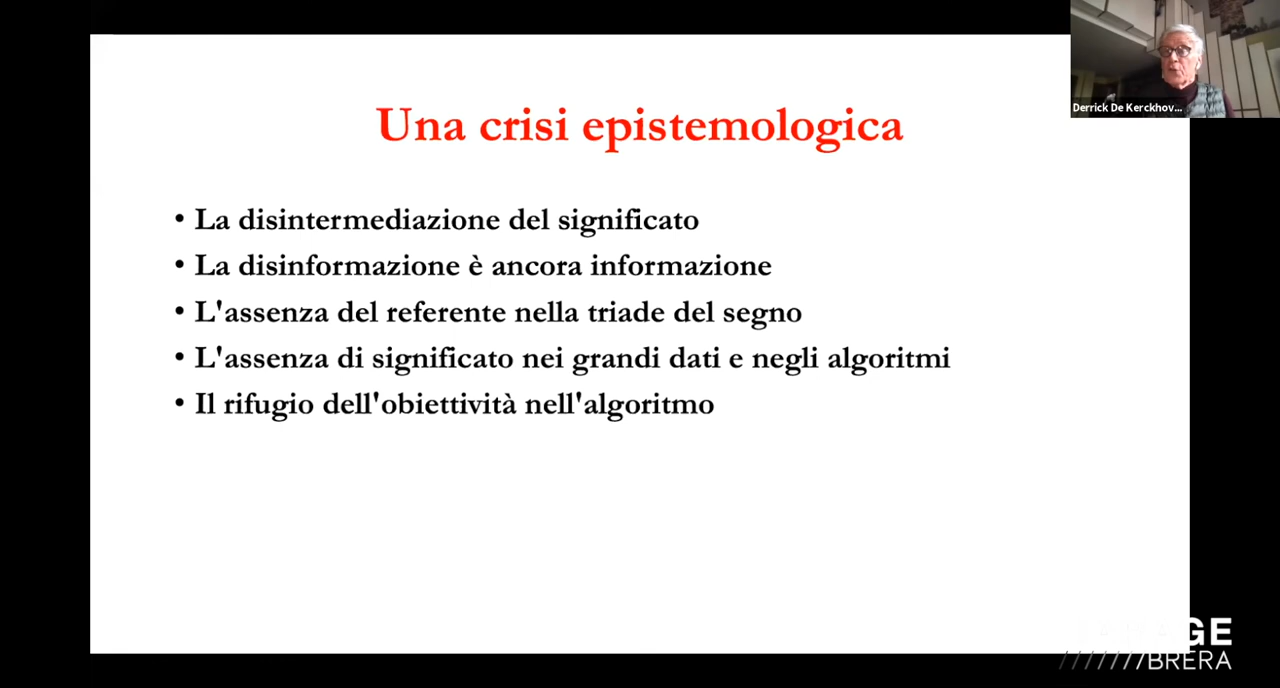 Una crisi epistemologica
• La disintermediazione del significato
• La disinformazione è ancora informazione
• L'assenza del referente nella triade del segno
• L'assenza di significato nei grandi dati e negli algoritmi
• Il rifugio dell'obiettività nell'algoritmo
Derrick De Kerckhov...
GE
///////BRERA